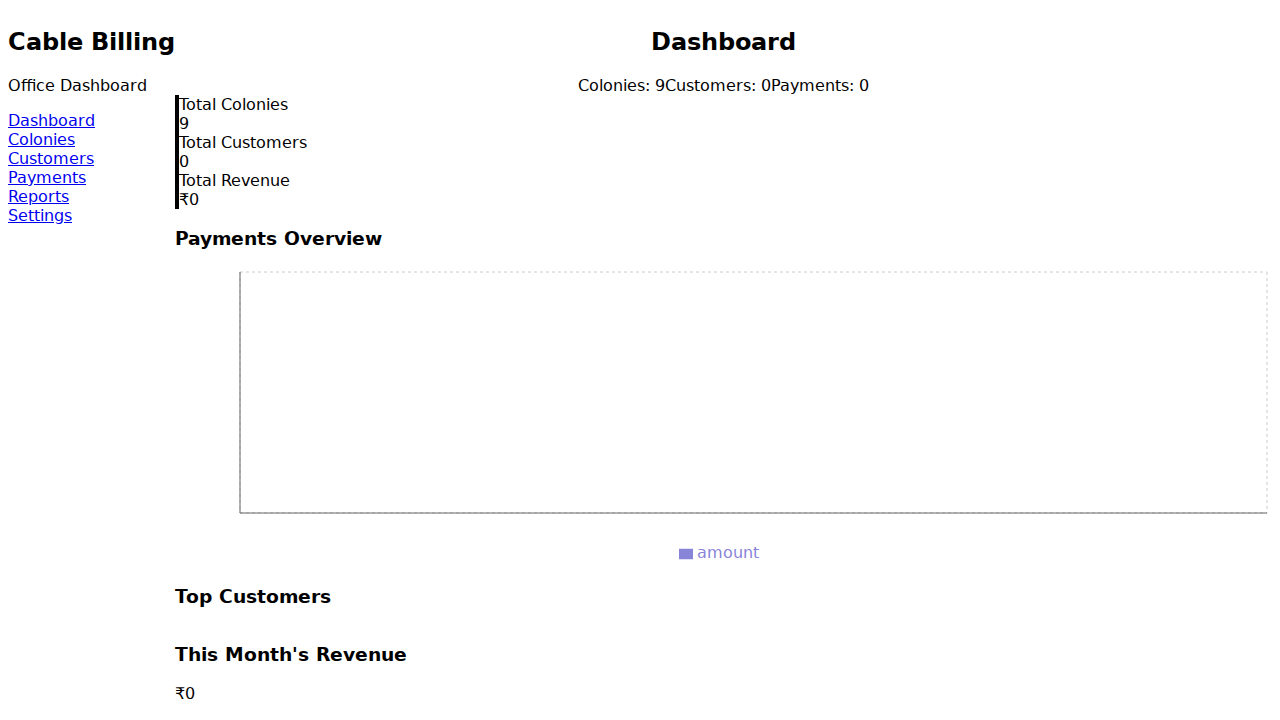 Cable Billing
Office Dashboard
Dashboard
Colonies
Customers
Payments
Reports
Settings
Dashboard
Colonies: 9Customers: 0Payments: 0
Total Colonies
9
Total Customers
0
Total Revenue
₹0
Payments Overview
amount
Top Customers
This Month's Revenue
₹0